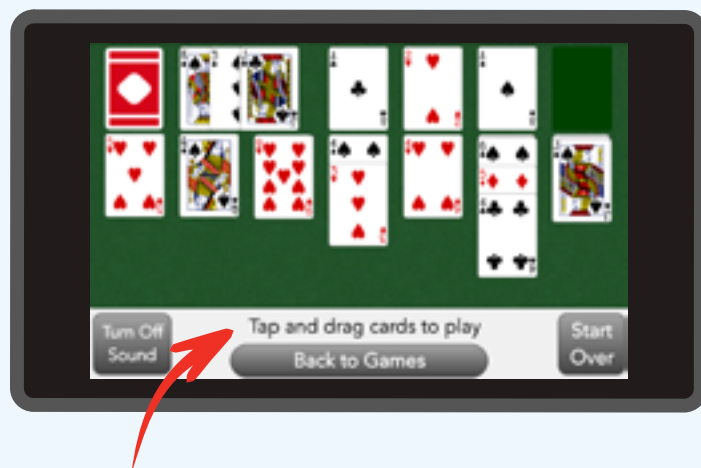 Turn Off
Sound
Tap and drag cards to play
Back to Games
Start
Over